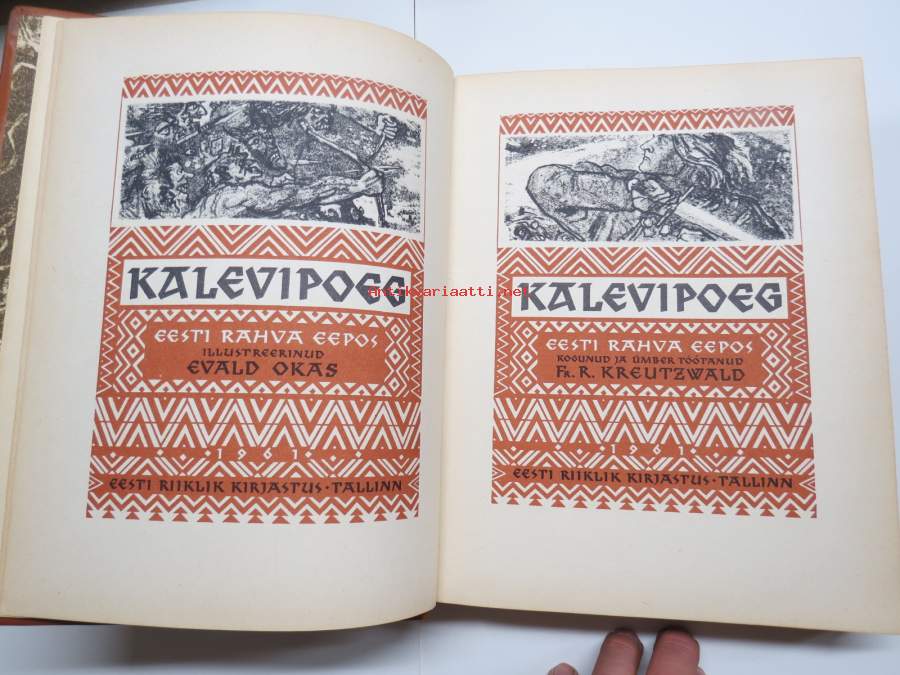 KALEVIPOEG
EESTI RAHVA EEPOS
ILLUSTREERINUD
EVALD OKAS
1961
EESTI RIIKLIK KIRJASTUS · TALLINN
KALEVIPOEG
EESTI RAHVA EEPOS
KOGUNUD JA ÜMBER TÖÖTANUD
FR. R. KREUTZWALD
1961
EESTI RIIKLIK KIRJASTUS · TALLINN
antikvariaatti.net